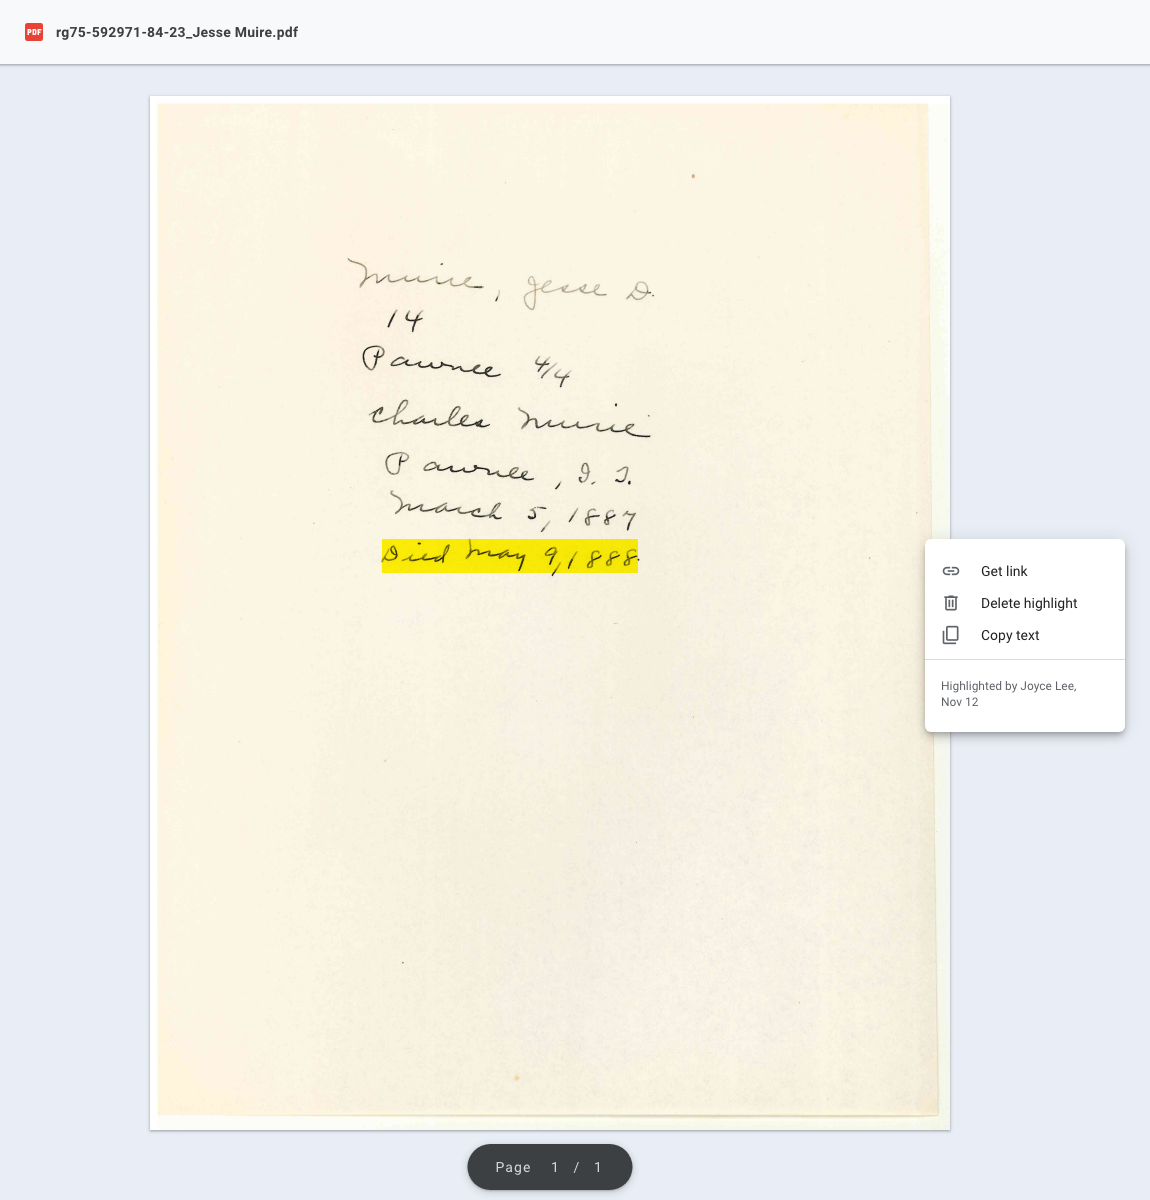 PDF rg75-592971-84-23_Jesse Muire.pdf
Muire, Jesse D.
14
Pawnee 4/4
Charles Muire
Pawnee, I. T.
March 5, 1887
Died May 9, 1888.
Get link
Delete highlight
Copy text
Highlighted by Joyce Lee,
Nov 12
Page 1 / 1